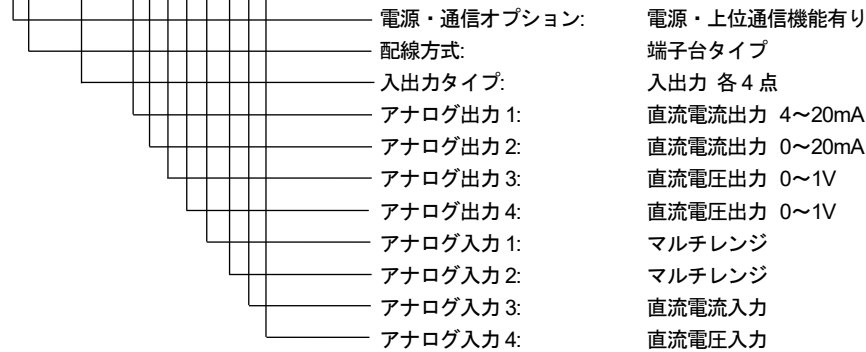 電源・通信オプション: 電源・上位通信機能有り
配線方式: 端子台タイプ
入出力タイプ: 入出力 各4点
アナログ出力1: 直流電流出力 4〜20mA
アナログ出力2: 直流電流出力 0〜20mA
アナログ出力3: 直流電圧出力 0〜1V
アナログ出力4: 直流電圧出力 0〜1V
アナログ入力1: マルチレンジ
アナログ入力2: マルチレンジ
アナログ入力3: 直流電流入力
アナログ入力4: 直流電圧入力